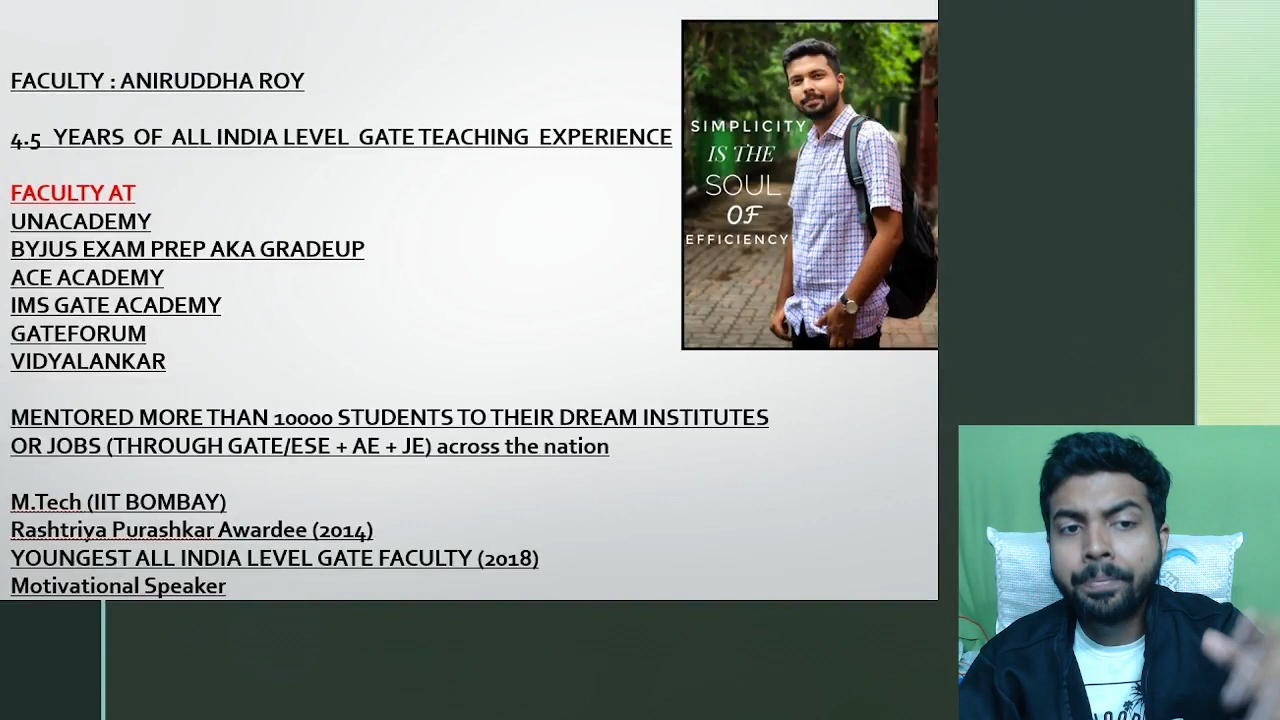 FACULTY : ANIRUDDHA ROY
4.5 YEARS OF ALL INDIA LEVEL GATE TEACHING EXPERIENCE
FACULTY AT
UNACADEMY
BYJUS EXAM PREP AKA GRADEUP
ACE ACADEMY
IMS GATE ACADEMY
GATEFORUM
VIDYALANKAR
MENTORED MORE THAN 10000 STUDENTS TO THEIR DREAM INSTITUTES
OR JOBS (THROUGH GATE/ESE + AE + JE) across the nation
M.Tech (IIT BOMBAY)
Rashtriya Purashkar Awardee (2014)
YOUNGEST ALL INDIA LEVEL GATE FACULTY (2018)
Motivational Speaker
SIMPLICITY
IS THE
SOUL
OF
EFFICIENCY